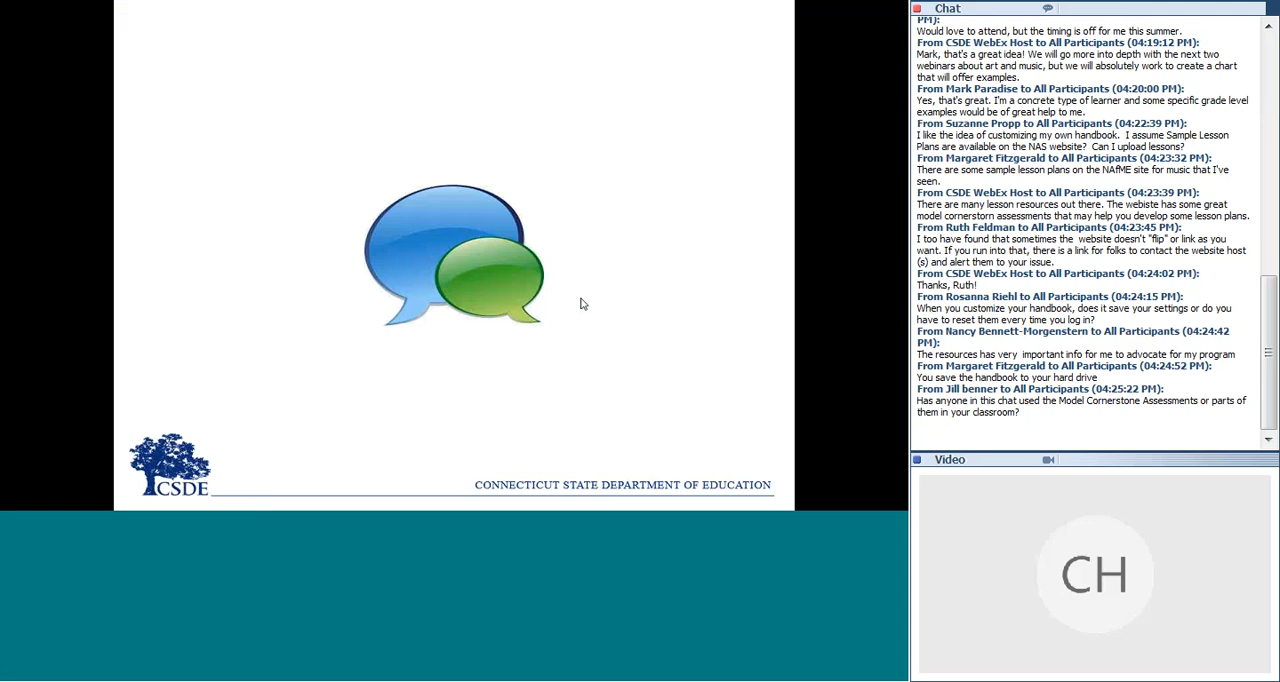 Chat
PM):
Would love to attend, but the timing is off for me this summer.
From CSDE WebEx Host to All Participants (04:19:12 PM):
Mark, that's a great idea! We will go more into depth with the next two
webinars about art and music, but we will absolutely work to create a chart
that will offer examples.
From Mark Paradise to All Participants (04:20:00 PM):
Yes, that's great. I'm a concrete type of learner and some specific grade level
examples would be of great help to me.
From Suzanne Propp to All Participants (04:22:39 PM):
I like the idea of customizing my own handbook.  I assume Sample Lesson
Plans are available on the NAS website?  Can I upload lessons?
From Margaret Fitzgerald to All Participants (04:23:32 PM):
There are some sample lesson plans on the NAfME site for music that I've
seen.
From CSDE WebEx Host to All Participants (04:23:39 PM):
There are many lesson resources out there. The webiste has some great
model cornerstorn assessments that may help you develop some lesson plans.
From Ruth Feldman to All Participants (04:23:45 PM):
I too have found that sometimes the  website doesn't "flip" or link as you
want. If you run into that, there is a link for folks to contact the website host
(s) and alert them to your issue.
From CSDE WebEx Host to All Participants (04:24:02 PM):
Thanks, Ruth!
From Rosanna Riehl to All Participants (04:24:15 PM):
When you customize your handbook, does it save your settings or do you
have to reset them every time you log in?
From Nancy Bennett-Morgenstern to All Participants (04:24:42
PM):
The resources has very  important info for me to advocate for my program
From Margaret Fitzgerald to All Participants (04:24:52 PM):
You save the handbook to your hard drive
From Jill benner to All Participants (04:25:22 PM):
Has anyone in this chat used the Model Cornerstone Assessments or parts of
them in your classroom?
Video
CH
CSDE
CONNECTICUT STATE DEPARTMENT OF EDUCATION